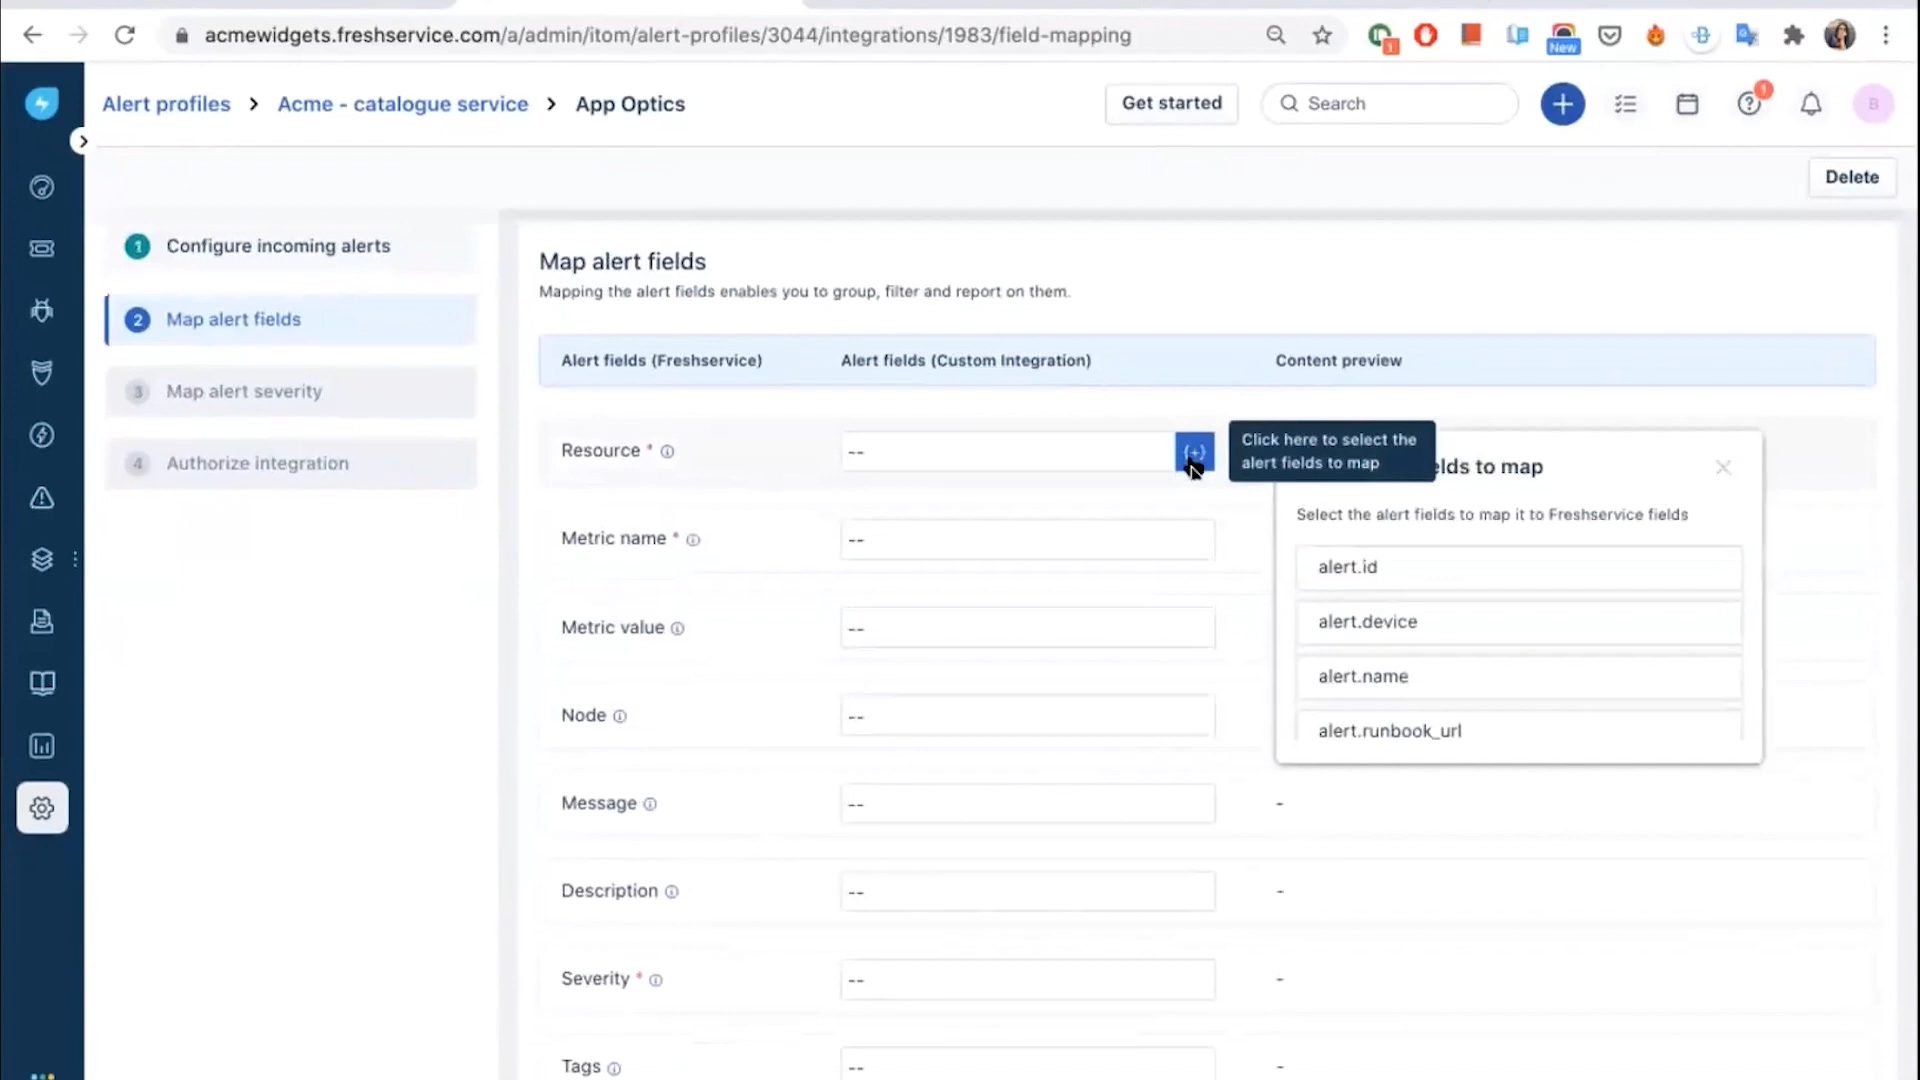 acmewidgets.freshservice.com/a/admin/itom/alert-profiles/3044/integrations/1983/field-mapping
1
New
Alert profiles > Acme - catalogue service > App Optics
Get started
Search
1
B
Delete
1 Configure incoming alerts
2 Map alert fields
3 Map alert severity
4 Authorize integration
Map alert fields
Mapping the alert fields enables you to group, filter and report on them.
Alert fields (Freshservice) Alert fields (Custom Integration) Content preview
Resource * --
{+}
Click here to select the
alert fields to map
elds to map
Select the alert fields to map it to Freshservice fields
alert.id
alert.device
alert.name
alert.runbook_url
Metric name * --
Metric value --
Node --
Message -- -
Description -- -
Severity * -- -
Tags -- -